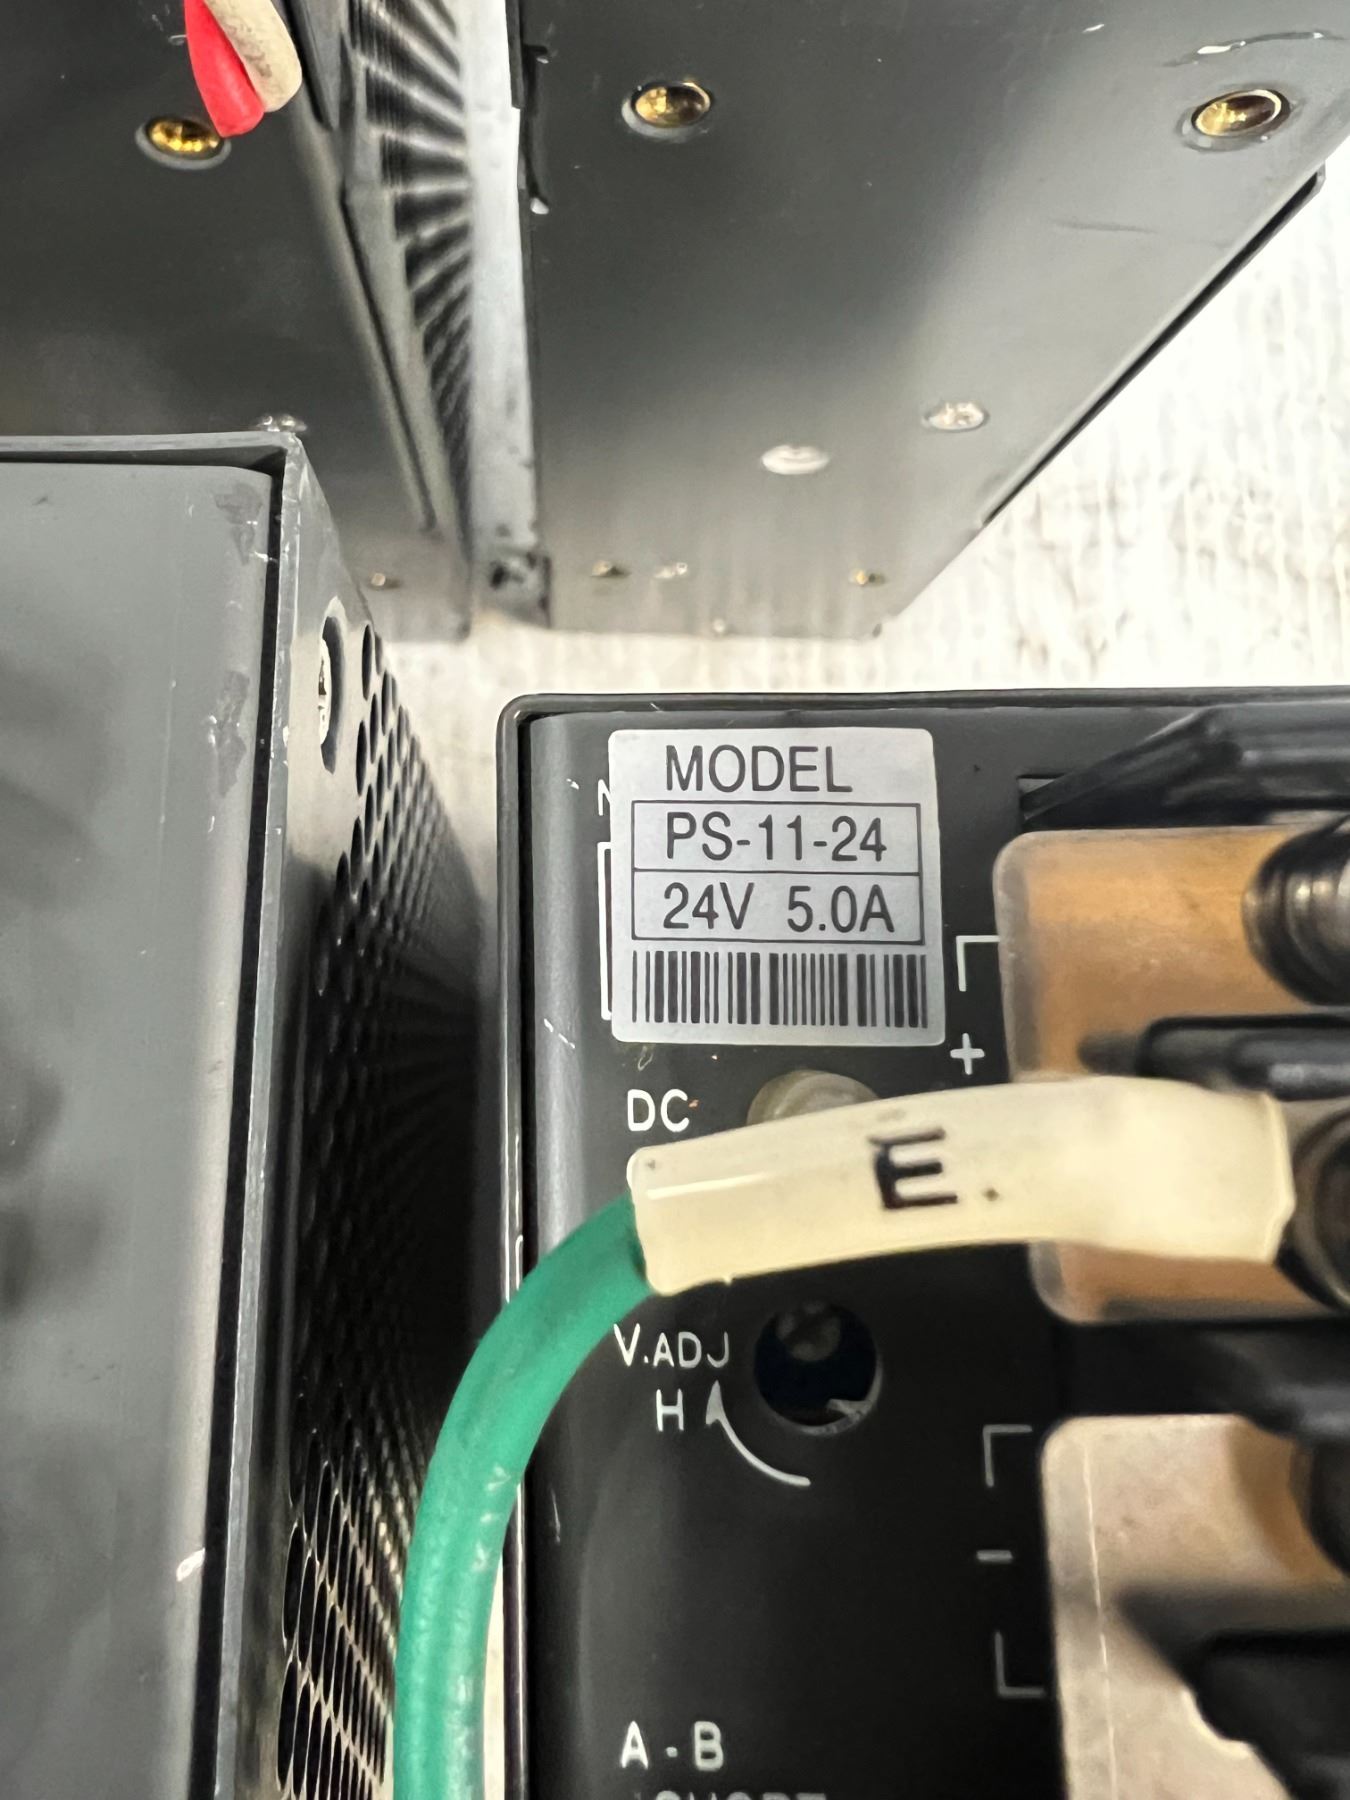 MODEL
PS-11-24
24V 5.0A
+
DC
E.
V.ADJ
H
-
A - B